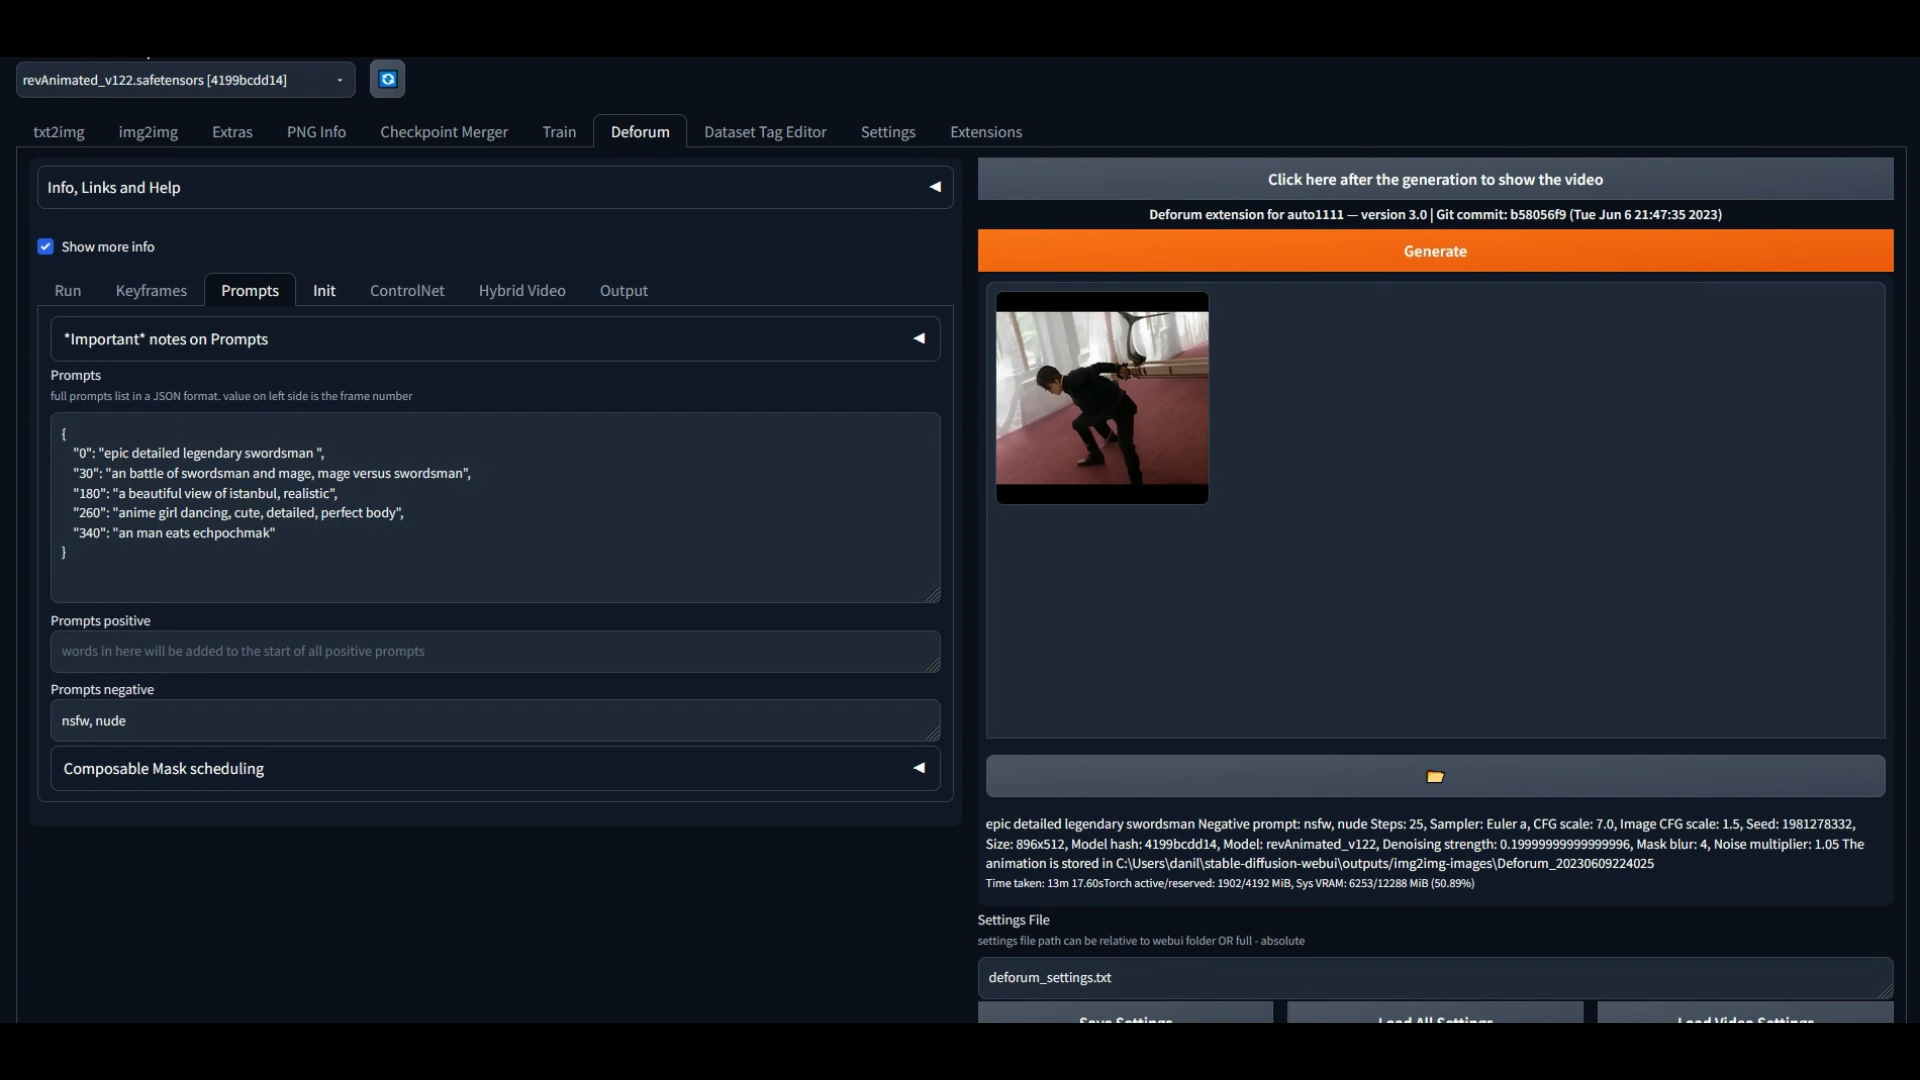 revAnimated_v122.safetensors [4199bcdd14]
txt2img img2img Extras PNG Info Checkpoint Merger Train Deforum Dataset Tag Editor Settings Extensions
Info, Links and Help
Show more info
Run Keyframes Prompts Init ControlNet Hybrid Video Output
*Important* notes on Prompts
Prompts
full prompts list in a JSON format. value on left side is the frame number
{
"0": "epic detailed legendary swordsman ",
"30": "an battle of swordsman and mage, mage versus swordsman",
"180": "a beautiful view of istanbul, realistic",
"260": "anime girl dancing, cute, detailed, perfect body",
"340": "an man eats echpochmak"
}
Prompts positive
words in here will be added to the start of all positive prompts
Prompts negative
nsfw, nude
Composable Mask scheduling
Click here after the generation to show the video
Deforum extension for auto1111 — version 3.0 | Git commit: b58056f9 (Tue Jun 6 21:47:35 2023)
Generate
epic detailed legendary swordsman Negative prompt: nsfw, nude Steps: 25, Sampler: Euler a, CFG scale: 7.0, Image CFG scale: 1.5, Seed: 1981278332,
Size: 896x512, Model hash: 4199bcdd14, Model: revAnimated_v122, Denoising strength: 0.19999999999999996, Mask blur: 4, Noise multiplier: 1.05 The
animation is stored in C:\Users\danil\stable-diffusion-webui\outputs/img2img-images\Deforum_20230609224025
Time taken: 13m 17.60sTorch active/reserved: 1902/4192 MiB, Sys VRAM: 6253/12288 MiB (50.89%)
Settings File
settings file path can be relative to webui folder OR full - absolute
deforum_settings.txt
Save Settings Load All Settings Load Video Settings